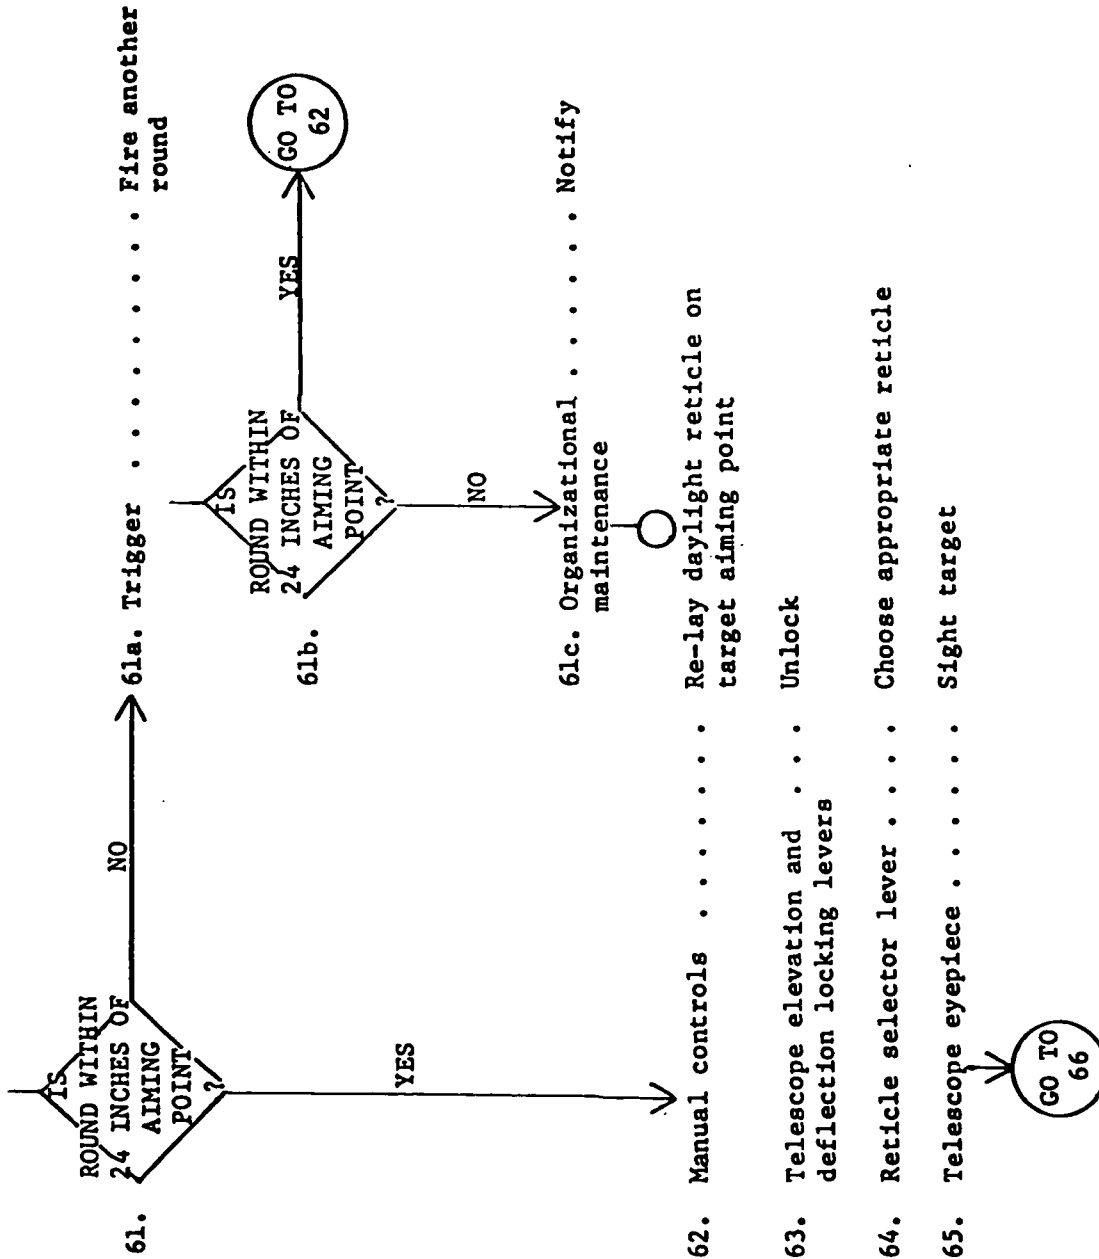 61.
IS
ROUND WITHIN
24 INCHES OF
AIMING
POINT
?
NO
YES
61a. Trigger . . . . . . . . . . Fire another
round
61b.
IS
ROUND WITHIN
24 INCHES OF
AIMING
POINT
?
YES
GO TO
62
NO
61c. Organizational . . . . . . . Notify
maintenance
62. Manual controls . . . . . . . . Re-lay daylight reticle on
target aiming point
63. Telescope elevation and . . . Unlock
deflection locking levers
64. Reticle selector lever . . . . Choose appropriate reticle
65. Telescope eyepiece . . . . . . . Sight target
GO TO
66